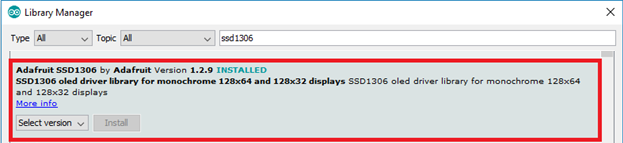 Library Manager
Type All Topic All ssd1306
Adafruit SSD1306 by Adafruit Version 1.2.9 INSTALLED
SSD1306 oled driver library for monochrome 128x64 and 128x32 displays SSD1306 oled driver library for monochrome 128x64
and 128x32 displays
More info
Select version Install